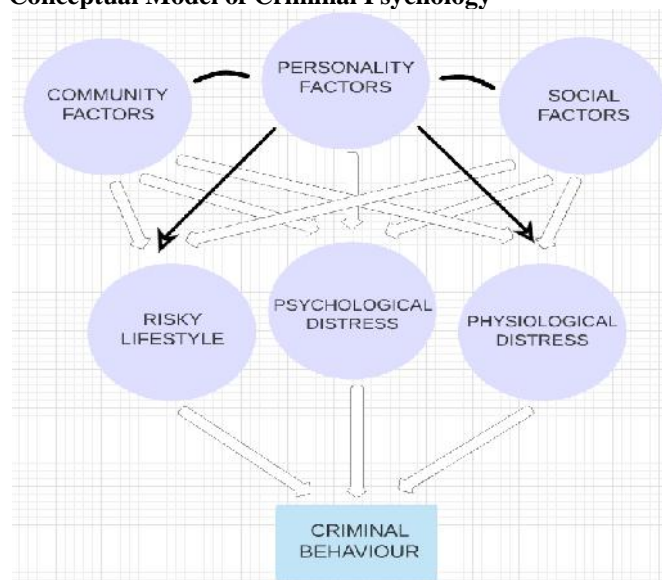 Conceptual Model of Criminal Psychology
COMMUNITY
FACTORS
PERSONALITY
FACTORS
SOCIAL
FACTORS
RISKY
LIFESTYLE
PSYCHOLOGICAL
DISTRESS
PHYSIOLOGICAL
DISTRESS
CRIMINAL
BEHAVIOUR